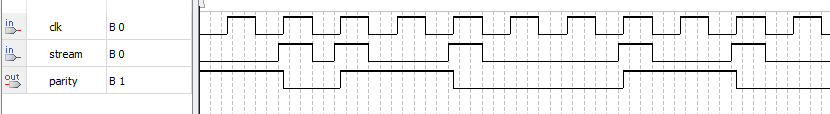 in clk B 0
in stream B 0
out parity B 1